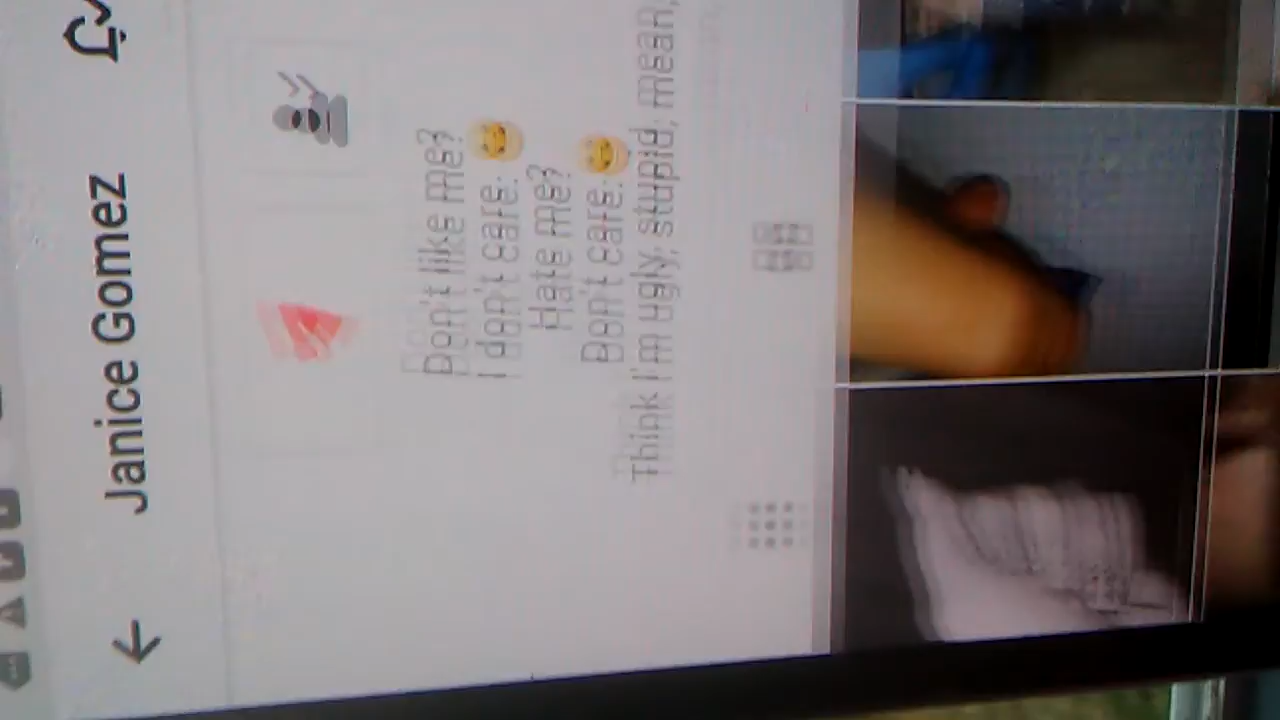 Janice Gomez
Don't like me?
I don't care. 😀
Hate me?
Don't care. 😀
Think I'm ugly, stupid, mean,